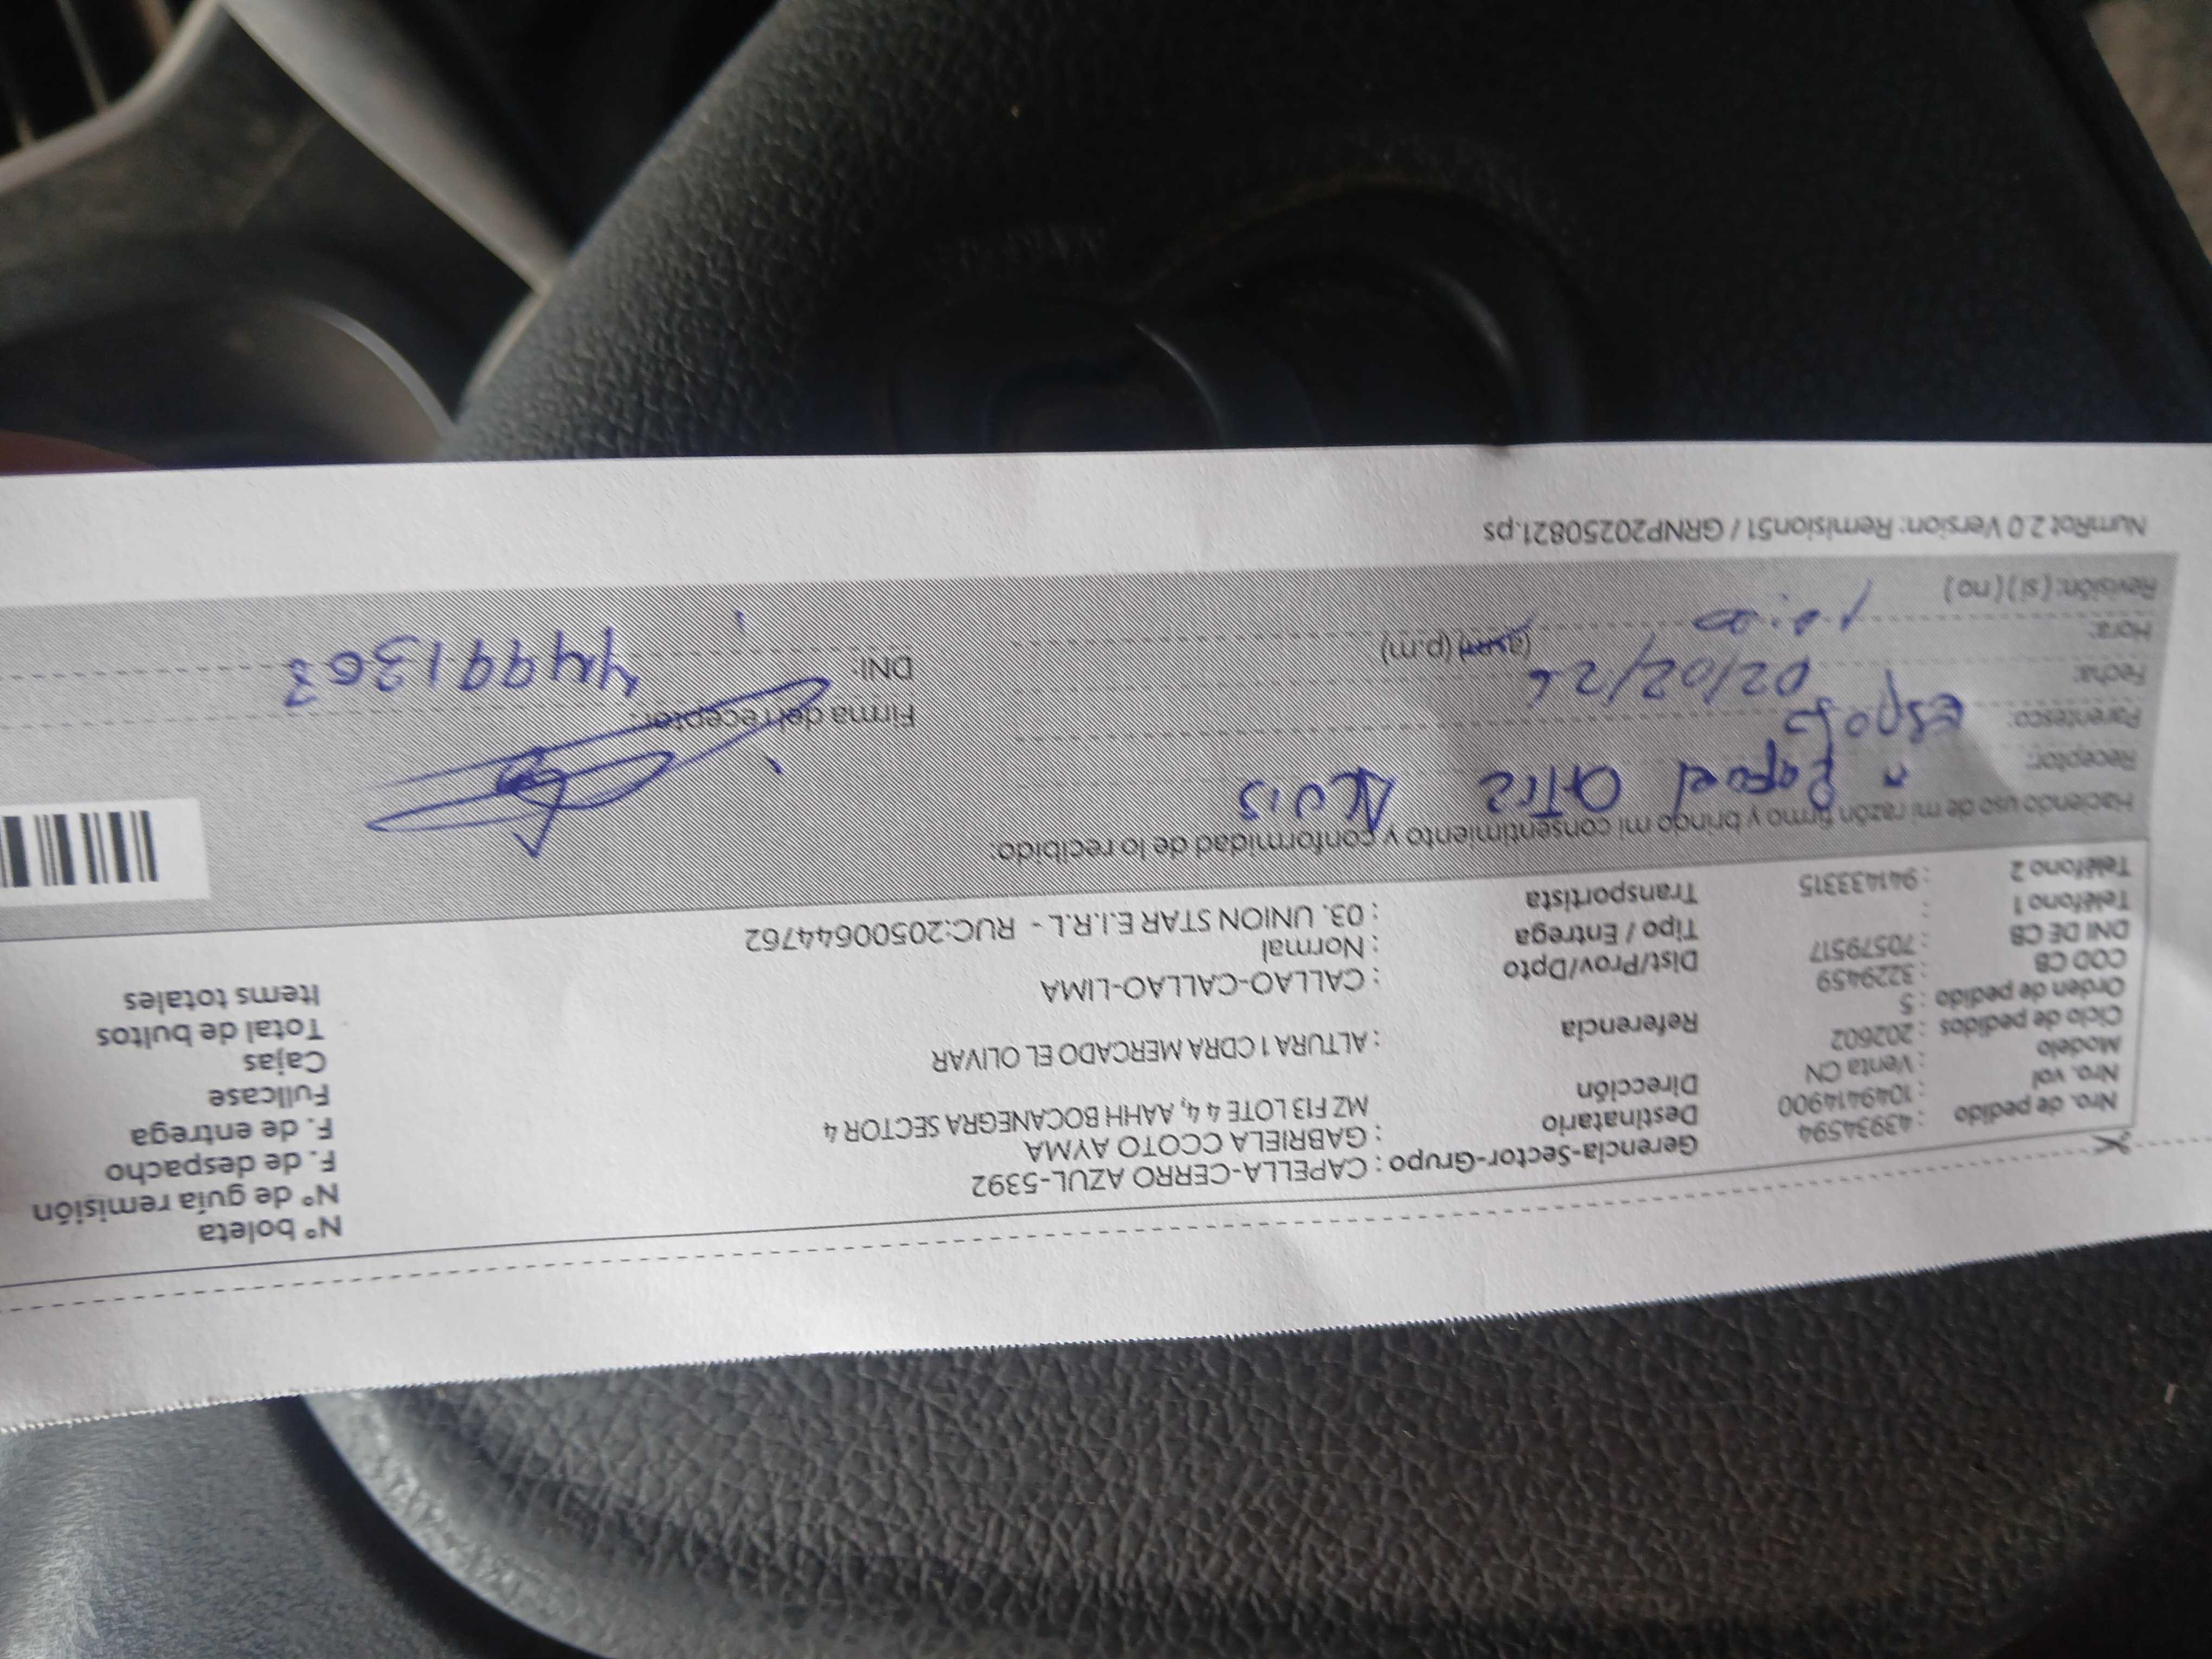 Gerencia-Sector-Grupo : CAPELLA-CERRO AZUL-5392
Nº boleta
Nro. de pedido : 43934594
Destinatario : GABRIELA CCOTO AYMA
Nº de guía remisión
Nro. vol : 1049414900
Dirección MZ F13 LOTE 4 4, AAHH BOCANEGRA SECTOR 4
F. de despacho
Modelo : Venta CN
F. de entrega
Ciclo de pedidos : 202602
Referencia : ALTURA 1 CDRA MERCADO EL OLIVAR
Fullcase
Orden de pedido : 5
Cajas
COD CB : 3229459
Dist/Prov/Dpto : CALLAO-CALLAO-LIMA
Total de bultos
DNI DE CB : 70579517
Tipo / Entrega : Normal
Items totales
Teléfono 1 :
Transportista : 03. UNION STAR E.I.R.L - RUC:20500644762
Teléfono 2 : 941433315
Haciendo uso de mi razón firmo y brindo mi consentimiento y conformidad de lo recibido:
Receptor: Rafael
Parentesco: Esposo
Firma del receptor:
Fecha: 02/02/26
DNI: 44991303
Hora: (a.m) (p.m)
Revisión: (si) (no)
NumRot 2.0 Version: Remision51 / GRNP20250821.ps